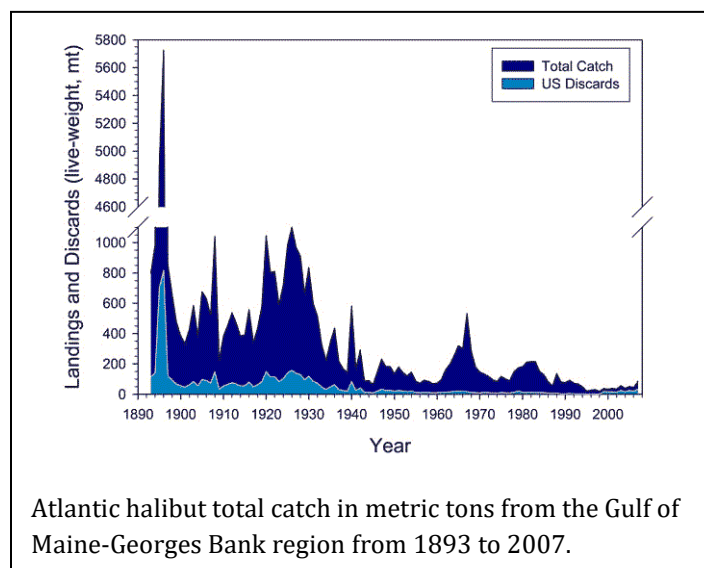 5800
5600
5400
5200
5000
4800
4600
1000
800
600
400
200
0
Landings and Discards (live-weight, mt)
Total Catch
US Discards
1890 1900 1910 1920 1930 1940 1950 1960 1970 1980 1990 2000
Year
Atlantic halibut total catch in metric tons from the Gulf of
Maine-Georges Bank region from 1893 to 2007.